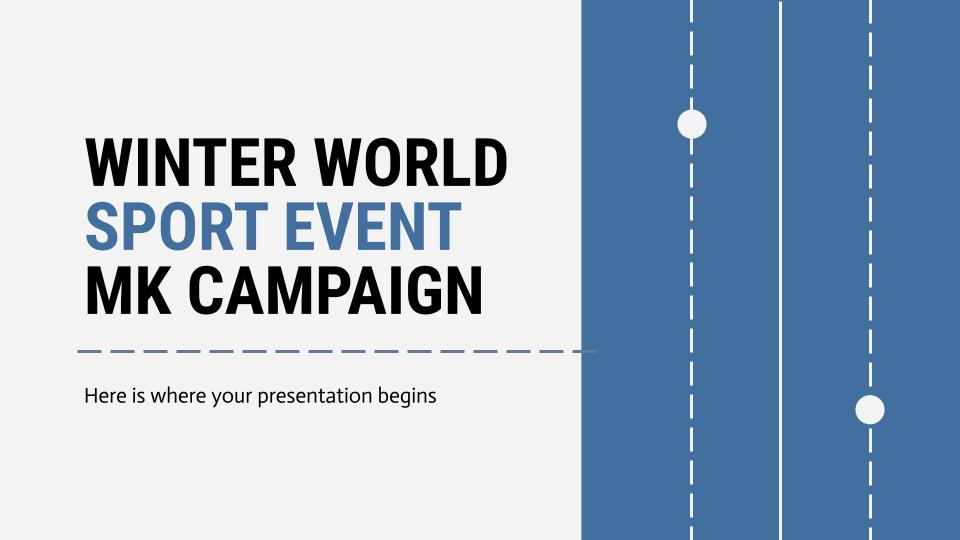 WINTER WORLD
SPORT EVENT
MK CAMPAIGN
Here is where your presentation begins